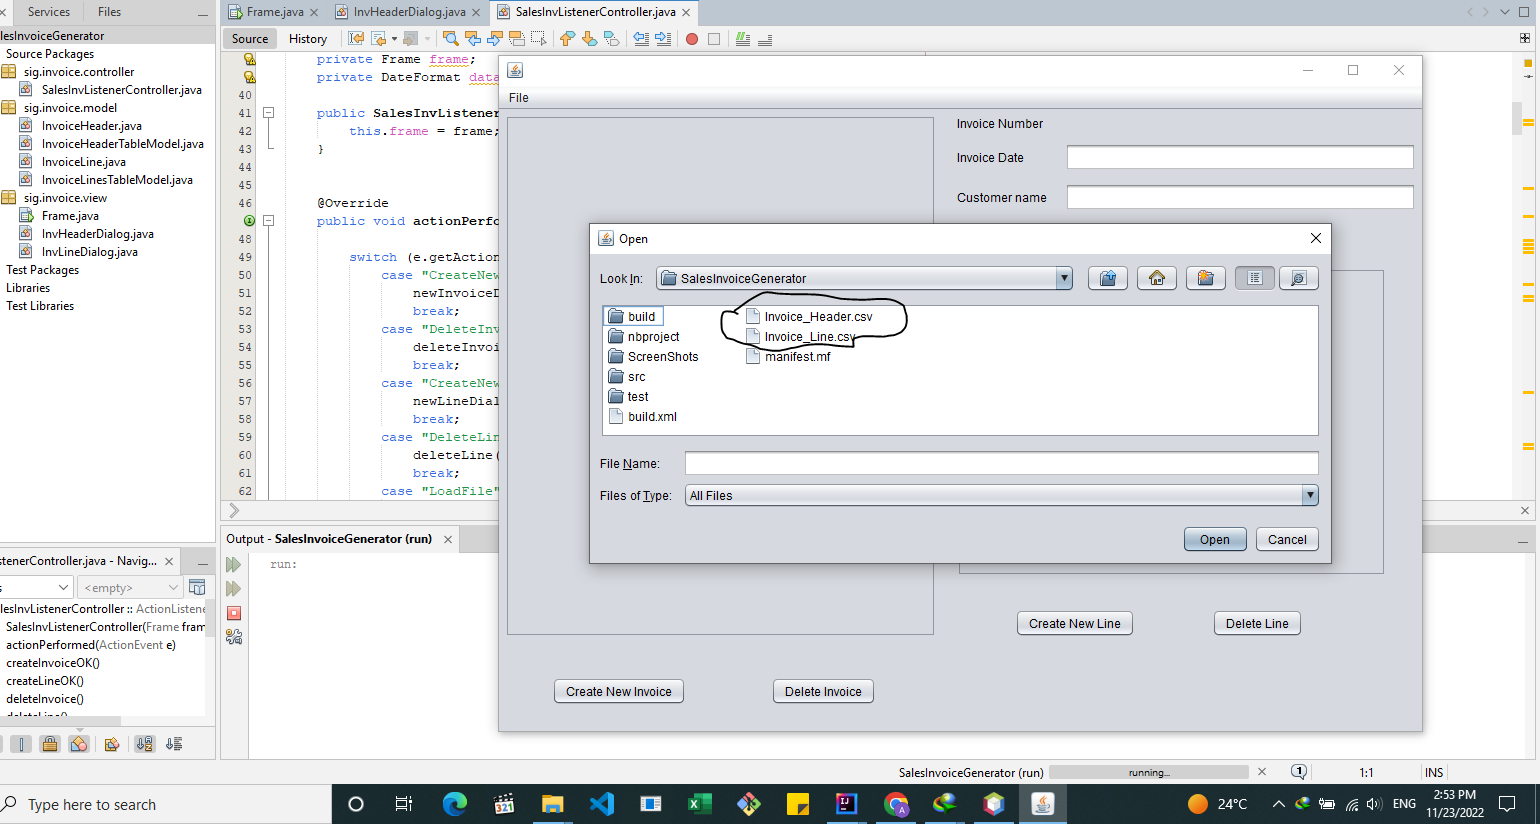 Services
Files
Frame.java
InvHeaderDialog.java
SalesInvListenerController.java
lesInvoiceGenerator
Source Packages
sig.invoice.controller
SalesInvListenerController.java
sig.invoice.model
InvoiceHeader.java
InvoiceHeaderTableModel.java
InvoiceLine.java
InvoiceLinesTableModel.java
sig.invoice.view
Frame.java
InvHeaderDialog.java
InvLineDialog.java
Test Packages
Libraries
Test Libraries
Source
History
private Frame frame;
private DateFormat data
40
41 public SalesInvListener
42 this.frame = frame;
43 }
44
45
46 @Override
public void actionPerfo
48
49 switch (e.getAction
50 case "CreateNew
51 newInvoiceD
52 break;
53 case "DeleteInv
54 deleteInvoi
55 break;
56 case "CreateNew
57 newLineDial
58 break;
59 case "DeleteLin
60 deleteLine(
61 break;
62 case "LoadFile"
File
Invoice Number
Invoice Date
Customer name
Open
Look In:
SalesInvoiceGenerator
build
nbproject
ScreenShots
src
test
build.xml
Invoice_Header.csv
Invoice_Line.csv
manifest.mf
File Name:
Files of Type:
All Files
Open
Cancel
Create New Line
Delete Line
Create New Invoice
Delete Invoice
Output - SalesInvoiceGenerator (run)
run:
stenerController.java - Navig...
<empty>
lesInvListenerController :: ActionListene
SalesInvListenerController(Frame fram
actionPerformed(ActionEvent e)
createInvoiceOK()
createLineOK()
deleteInvoice()
SalesInvoiceGenerator (run)
running...
1
1:1
INS
Type here to search
321
24°C
ENG
2:53 PM
11/23/2022